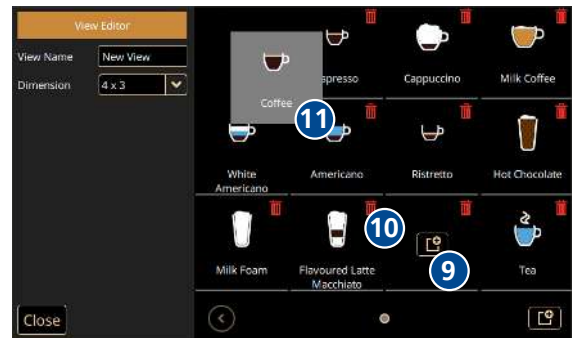 View Editor
View Name
New View
Dimension
4 x 3
Close
Coffee
presso
Cappuccino
Milk Coffee
11
White
Americano
Americano
Ristretto
Hot Chocolate
10
9
Milk Foam
Flavoured Latte
Macchiato
Tea